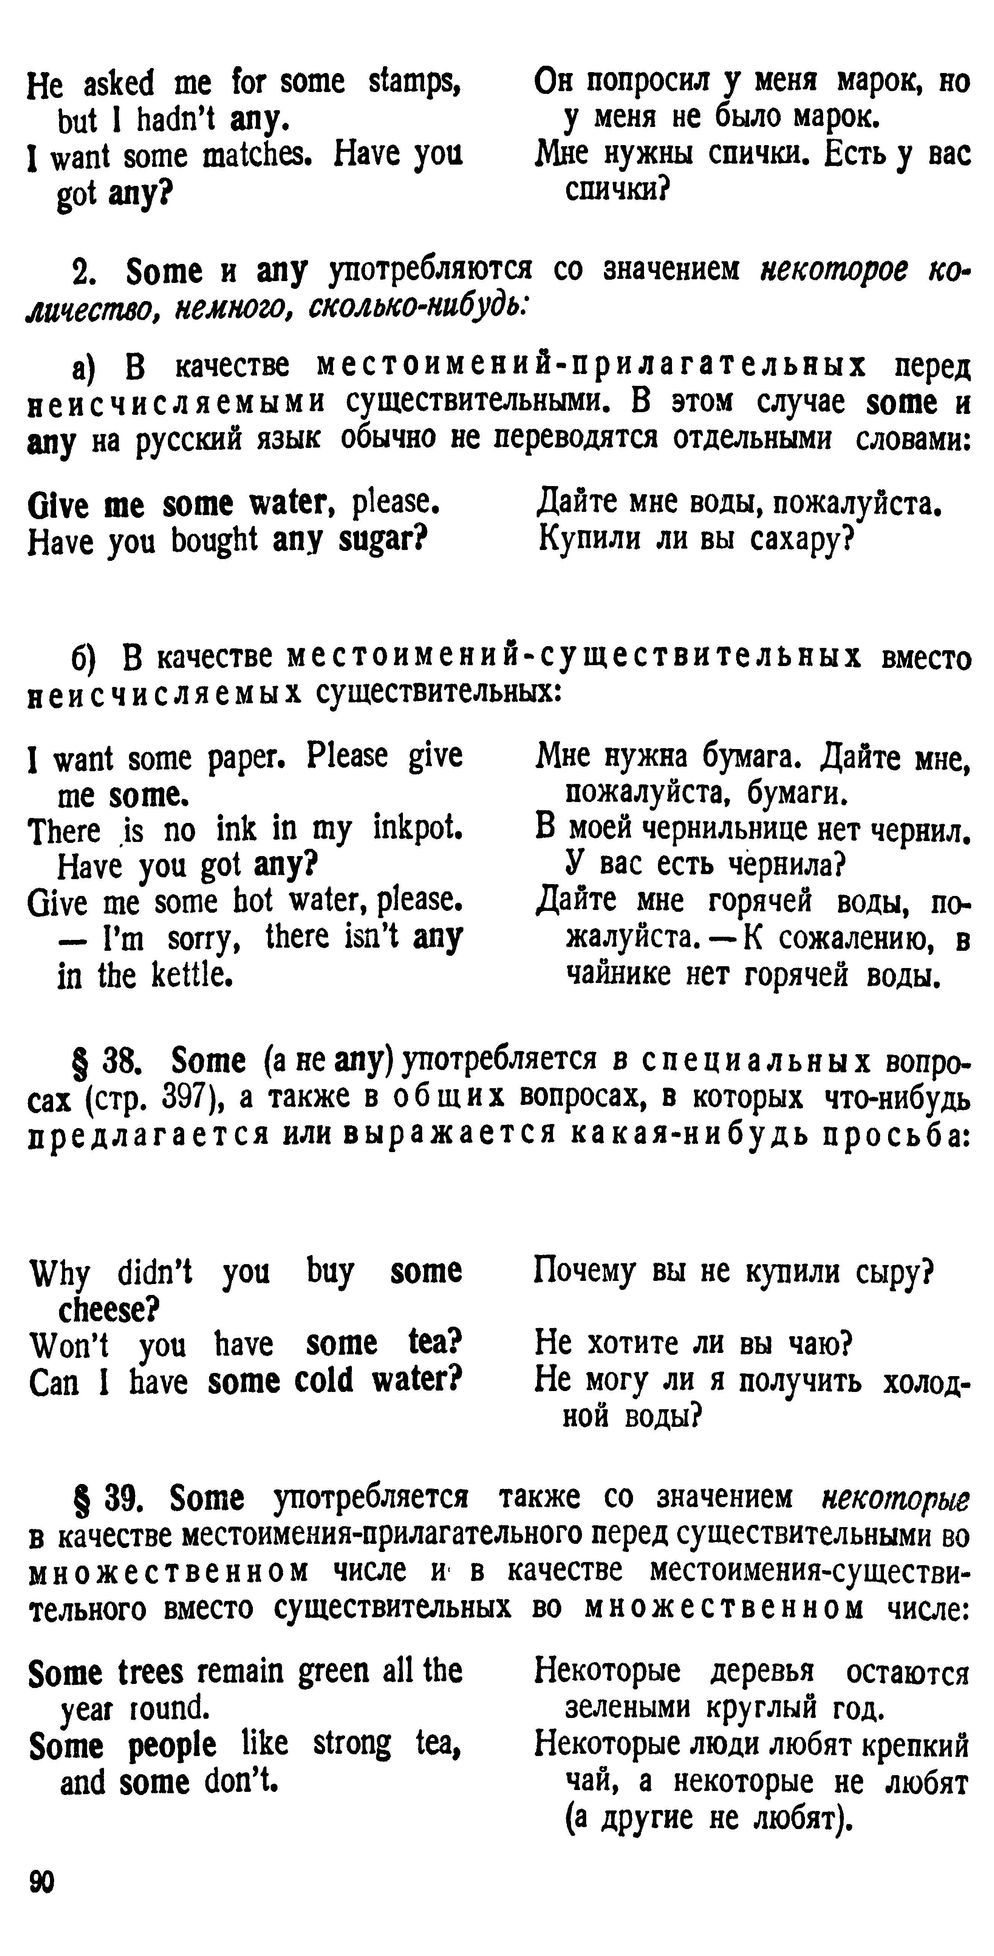 He asked me for some stamps,
but I hadn't any.
I want some matches. Have you
got any?
Он попросил у меня марок, но
у меня не было марок.
Мне нужны спички. Есть у вас
спички?
2. Some и any употребляются со значением некоторое ко-
личество, немного, сколько-нибудь:
а) В качестве местоимений-прилагательных перед
неисчисляемыми существительными. В этом случае some и
any на русский язык обычно не переводятся отдельными словами:
Give me some water, please.
Have you bought any sugar?
Дайте мне воды, пожалуйста.
Купили ли вы сахару?
б) В качестве местоимений-существительных вместо
неисчисляемых существительных:
I want some paper. Please give
me some.
There is no ink in my inkpot.
Have you got any?
Give me some hot water, please.
— I'm sorry, there isn't any
in the kettle.
Мне нужна бумага. Дайте мне,
пожалуйста, бумаги.
В моей чернильнице нет чернил.
У вас есть чернила?
Дайте мне горячей воды, по-
жалуйста. — К сожалению, в
чайнике нет горячей воды.
§ 38. Some (а не any) употребляется в специальных вопро-
сах (стр. 397), а также в общих вопросах, в которых что-нибудь
предлагается или выражается какая-нибудь просьба:
Why didn't you buy some
cheese?
Won't you have some tea?
Can I have some cold water?
Почему вы не купили сыру?
Не хотите ли вы чаю?
Не могу ли я получить холод-
ной воды?
§ 39. Some употребляется также со значением некоторые
в качестве местоимения-прилагательного перед существительными во
множественном числе и в качестве местоимения-существи-
тельного вместо существительных во множественном числе:
Some trees remain green all the
year round.
Some people like strong tea,
and some don't.
Некоторые деревья остаются
зелеными круглый год.
Некоторые люди любят крепкий
чай, а некоторые не любят
(а другие не любят).
90